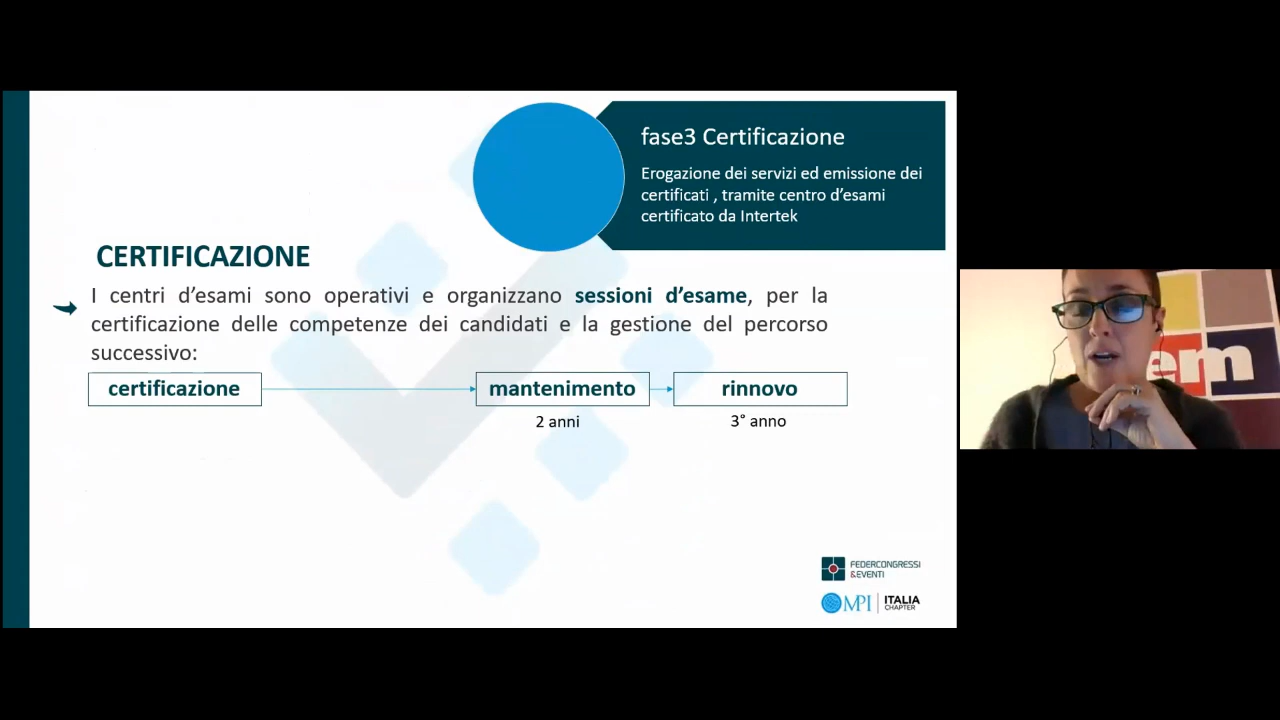 fase3 Certificazione
Erogazione dei servizi ed emissione dei
certificati , tramite centro d'esami
certificato da Intertek
CERTIFICAZIONE
I centri d'esami sono operativi e organizzano sessioni d'esame, per la
certificazione delle competenze dei candidati e la gestione del percorso
successivo:
certificazione
mantenimento
rinnovo
2 anni
3° anno
FEDERCONGRESSI
&EVENTI
MPI ITALIA
CHAPTER
em